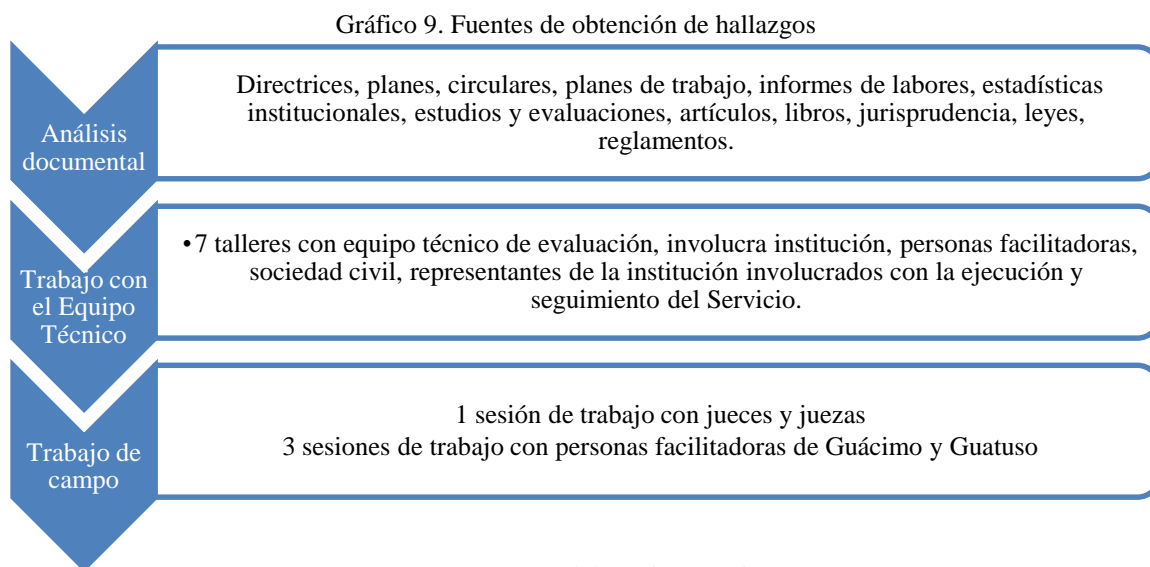 Gráfico 9. Fuentes de obtención de hallazgos
Análisis
documental
Directrices, planes, circulares, planes de trabajo, informes de labores, estadísticas
institucionales, estudios y evaluaciones, artículos, libros, jurisprudencia, leyes,
reglamentos.
Trabajo con
el Equipo
Técnico
•7 talleres con equipo técnico de evaluación, involucra institución, personas facilitadoras,
sociedad civil, representantes de la institución involucrados con la ejecución y
seguimiento del Servicio.
Trabajo de
campo
1 sesión de trabajo con jueces y juezas
3 sesiones de trabajo con personas facilitadoras de Guácimo y Guatuso